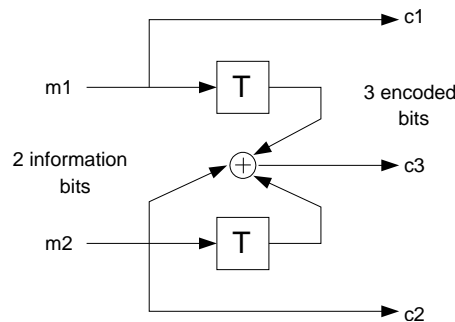 c1
m1
T
3 encoded
bits
2 information
bits
c3
m2
T
c2